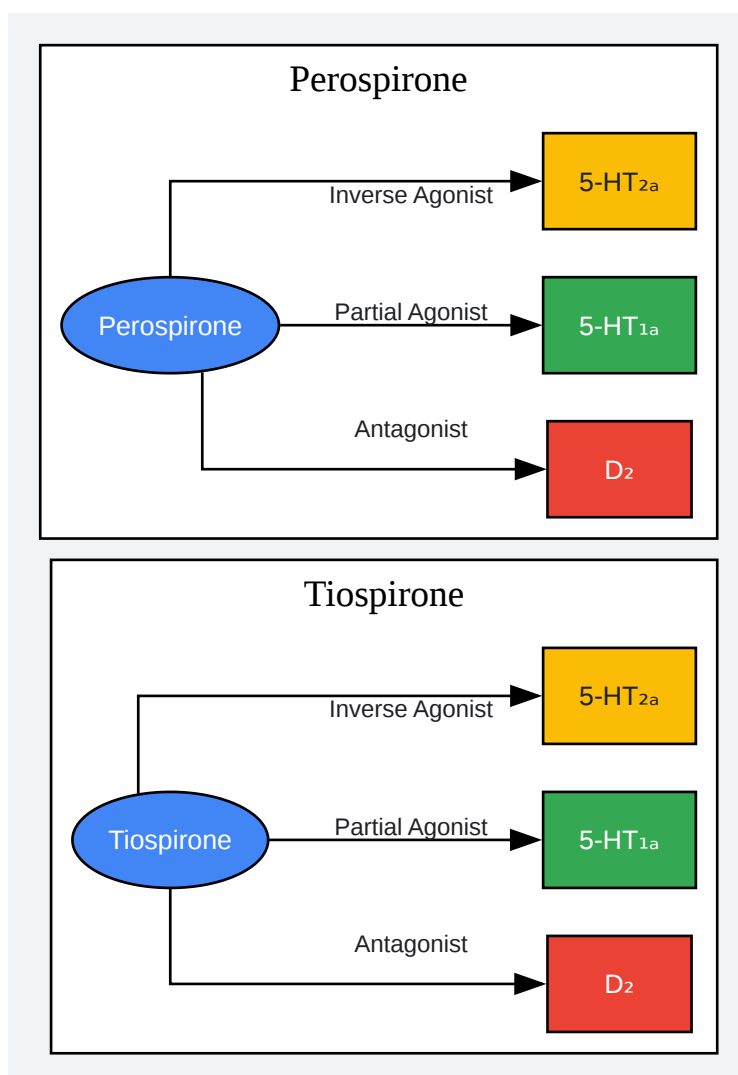 Perospirone
Inverse Agonist
5-HT₂ₐ
Perospirone
Partial Agonist
5-HT₁ₐ
Antagonist
D₂
Tiospirone
Inverse Agonist
5-HT₂ₐ
Tiospirone
Partial Agonist
5-HT₁ₐ
Antagonist
D₂